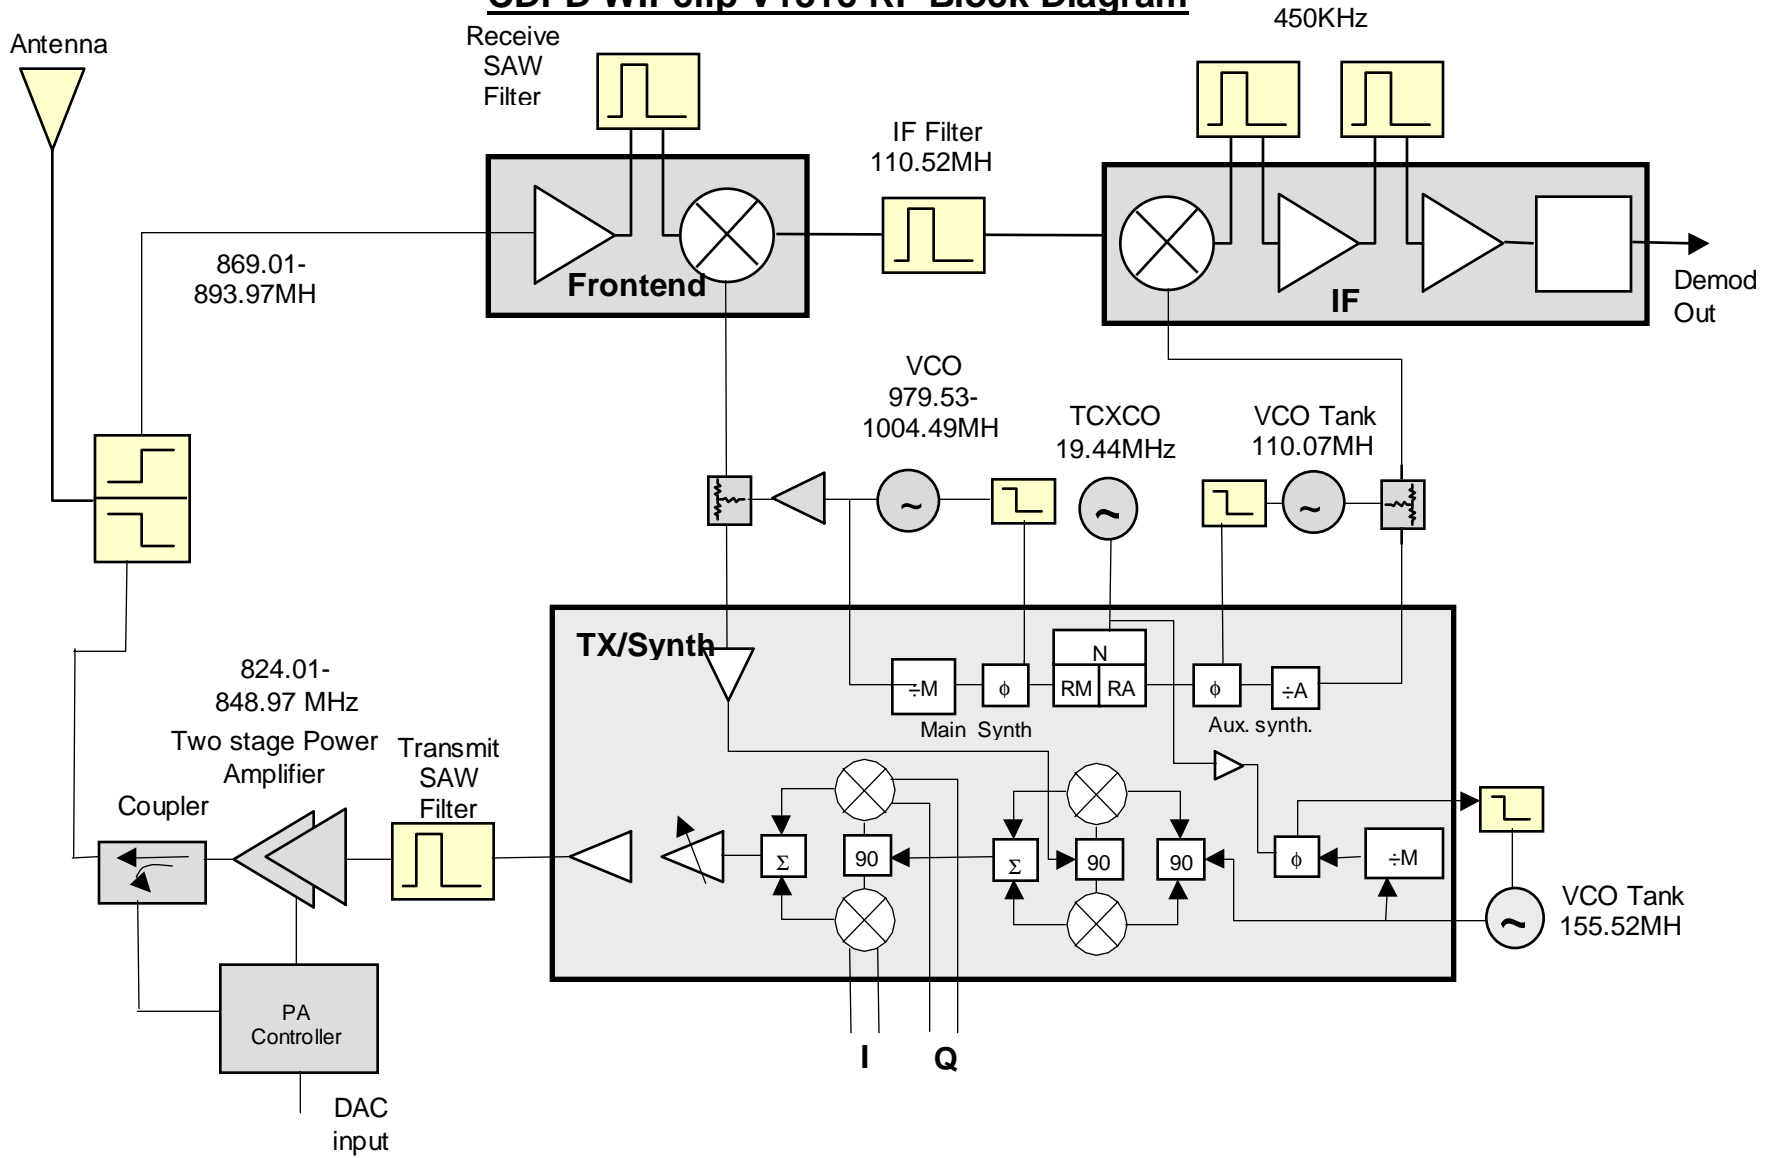 RF Block Diagram
450KHz
Antenna
Receive
SAW
Filter
IF Filter
110.52MH
869.01-
893.97MH
Frontend
IF
Demod
Out
VCO
979.53-
1004.49MH
TCXCO
19.44MHz
VCO Tank
110.07MH
~
~
~
TX/Synth
N
÷M
ϕ
RM
RA
ϕ
÷A
Main Synth
Aux. synth.
824.01-
848.97 MHz
Two stage Power
Amplifier
Transmit
SAW
Filter
Coupler
Σ
90
Σ
90
90
ϕ
÷M
~
VCO Tank
155.52MH
PA
Controller
I
Q
DAC
input